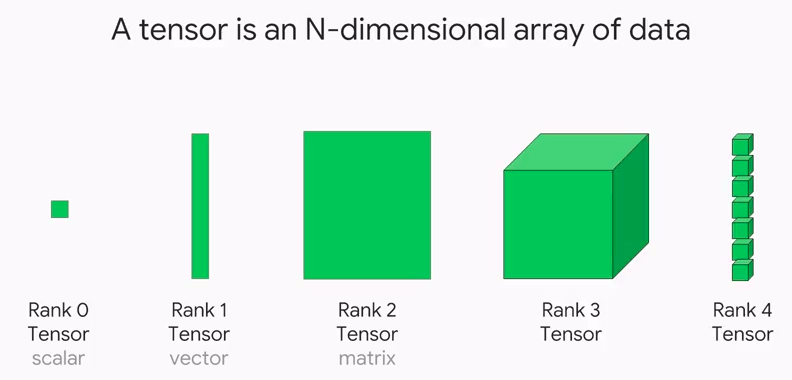 A tensor is an N-dimensional array of data
Rank 0
Tensor
scalar
Rank 1
Tensor
vector
Rank 2
Tensor
matrix
Rank 3
Tensor
Rank 4
Tensor